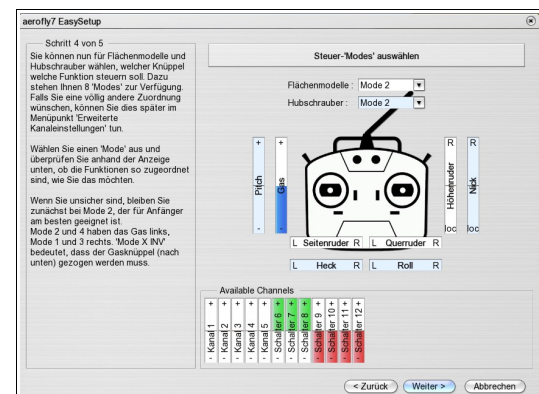 aerofly7 EasySetup
Schritt 4 von 5
Sie können nun für Flächenmodelle und
Hubschrauber wählen, welcher Knüppel
welche Funktion steuern soll. Dazu
stehen Ihnen 8 'Modes' zur Verfügung.
Falls Sie eine völlig andere Zuordnung
wünschen, können Sie dies später im
Menüpunkt 'Erweiterte
Kanaleinstellungen' tun.
Wählen Sie einen 'Mode' aus und
überprüfen Sie anhand der Anzeige
unten, ob die Funktionen so zugeordnet
sind, wie Sie das möchten.
Wenn Sie unsicher sind, bleiben Sie
zunächst bei Mode 2, der für Anfänger
am besten geeignet ist.
Mode 2 und 4 haben das Gas links,
Mode 1 und 3 rechts. 'Mode X INV'
bedeutet, dass der Gasknüppel (nach
unten) gezogen werden muss.
Steuer-'Modes' auswählen
Flächenmodelle : Mode 2
Hubschrauber : Mode 2
- Pitch +
- Gas +
loc Höhenruder R
loc Nick R
L Seitenruder R
L Querruder R
L Heck R
L Roll R
Available Channels
- Kanal 1 +
- Kanal 2 +
- Kanal 3 +
- Kanal 4 +
- Kanal 5 +
- Schalter 6 +
- Schalter 7 +
- Schalter 8 +
- Schalter 9 +
- Schalter 10 +
- Schalter 11 +
- Schalter 12 +
< Zurück
Weiter >
Abbrechen